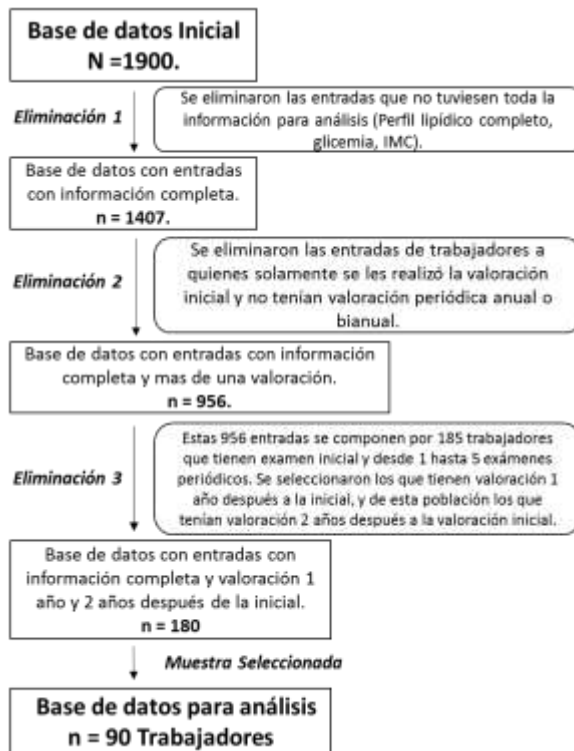 Base de datos Inicial
N =1900.
Eliminación 1
Se eliminaron las entradas que no tuviesen toda la
información para análisis (Perfil lipídico completo,
glicemia, IMC).
Base de datos con entradas
con información completa.
n = 1407.
Eliminación 2
Se eliminaron las entradas de trabajadores a
quienes solamente se les realizó la valoración
inicial y no tenían valoración periódica anual o
bianual.
Base de datos con entradas con información
completa y mas de una valoración.
n = 956.
Eliminación 3
Estas 956 entradas se componen por 185 trabajadores
que tienen examen inicial y desde 1 hasta 5 exámenes
periódicos. Se seleccionaron los que tienen valoración 1
año después a la inicial, y de esta población los que
tenían valoración 2 años después a la valoración inicial.
Base de datos con entradas con
información completa y valoración 1
año y 2 años después de la inicial.
n = 180
Muestra Seleccionada
Base de datos para análisis
n = 90 Trabajadores